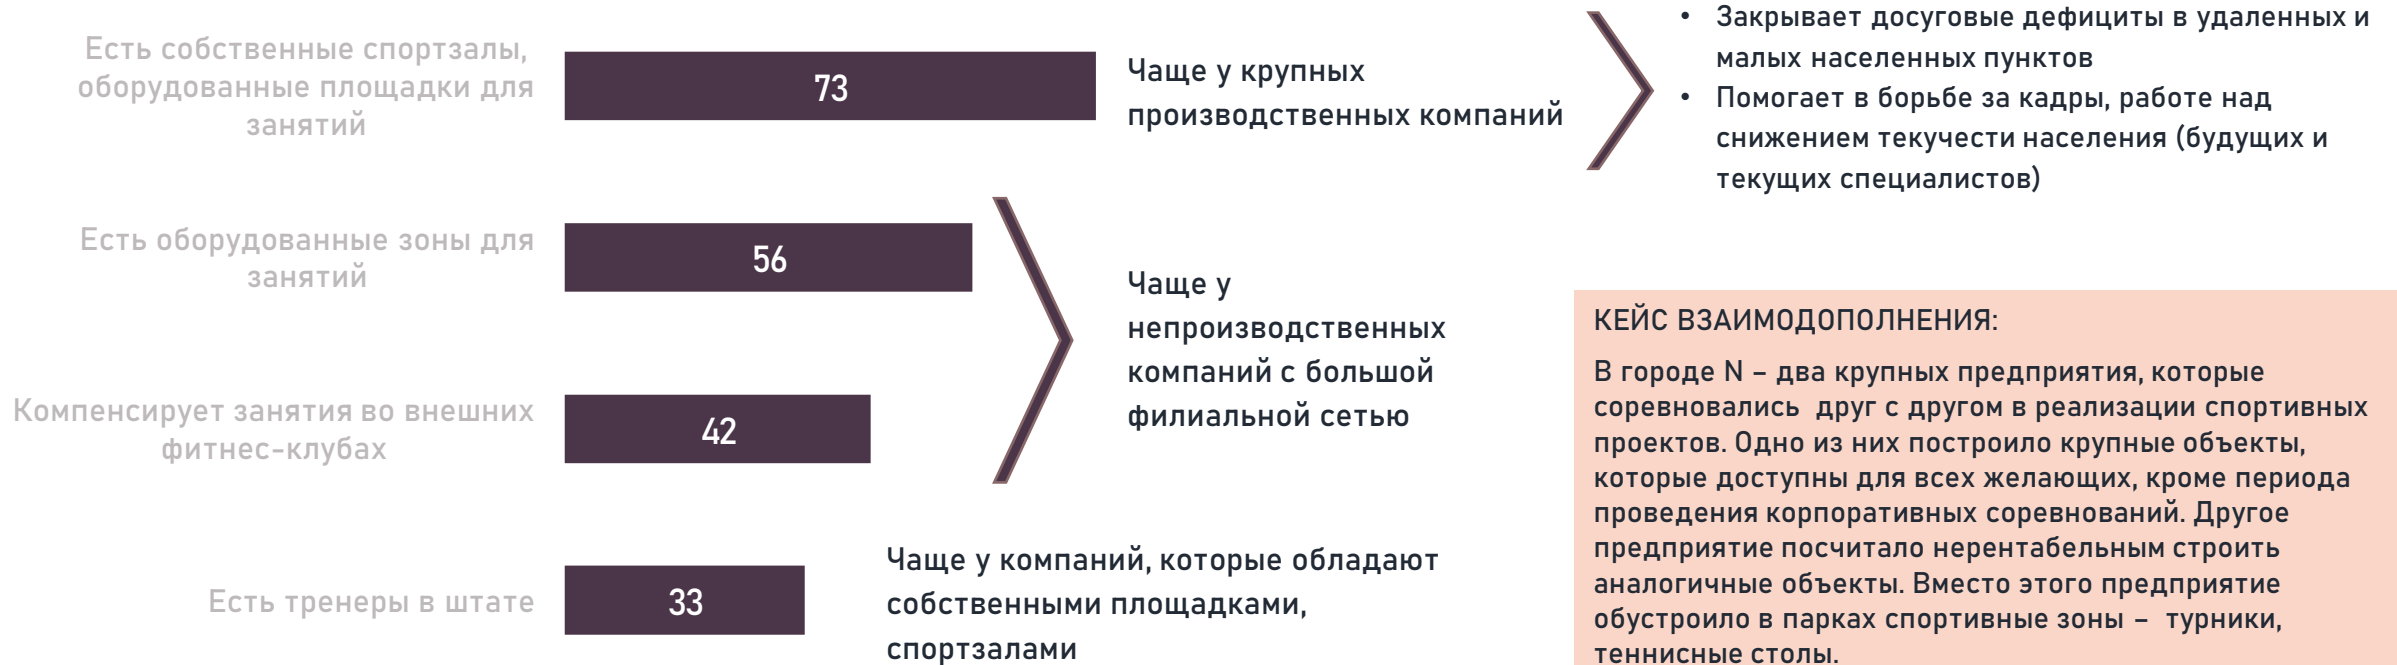 Есть собственные спортзалы,
оборудованные площадки для
занятий
73
Чаще у крупных
производственных компаний
• Закрывает досуговые дефициты в удаленных и
малых населенных пунктов
• Помогает в борьбе за кадры, работе над
снижением текучести населения (будущих и
текущих специалистов)
Есть оборудованные зоны для
занятий
56
Компенсирует занятия во внешних
фитнес-клубах
42
Чаще у
непроизводственных
компаний с большой
филиальной сетью
Есть тренеры в штате
33
Чаще у компаний, которые обладают
собственными площадками,
спортзалами
КЕЙС ВЗАИМОДОПОЛНЕНИЯ:
В городе N – два крупных предприятия, которые
соревновались друг с другом в реализации спортивных
проектов. Одно из них построило крупные объекты,
которые доступны для всех желающих, кроме периода
проведения корпоративных соревнований. Другое
предприятие посчитало нерентабельным строить
аналогичные объекты. Вместо этого предприятие
обустроило в парках спортивные зоны – турники,
теннисные столы.